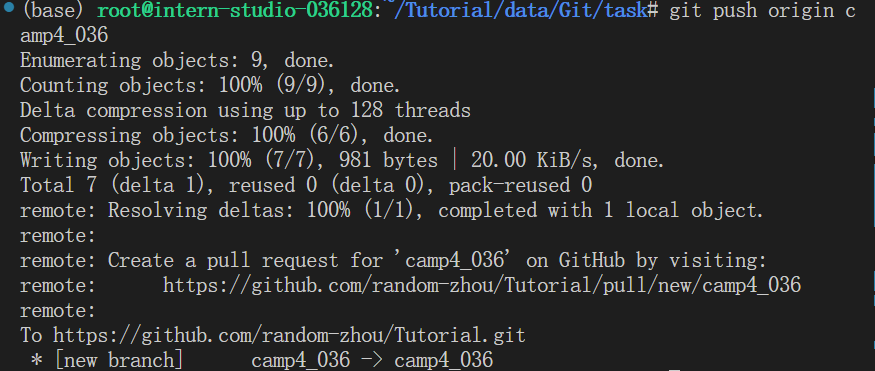 (base) root@intern-studio-036128:~/Tutorial/data/Git/task# git push origin c
amp4_036
Enumerating objects: 9, done.
Counting objects: 100% (9/9), done.
Delta compression using up to 128 threads
Compressing objects: 100% (6/6), done.
Writing objects: 100% (7/7), 981 bytes | 20.00 KiB/s, done.
Total 7 (delta 1), reused 0 (delta 0), pack-reused 0
remote: Resolving deltas: 100% (1/1), completed with 1 local object.
remote:
remote: Create a pull request for 'camp4_036' on GitHub by visiting:
remote:      https://github.com/random-zhou/Tutorial/pull/new/camp4_036
remote:
To https://github.com/random-zhou/Tutorial.git
 * [new branch]      camp4_036 -> camp4_036